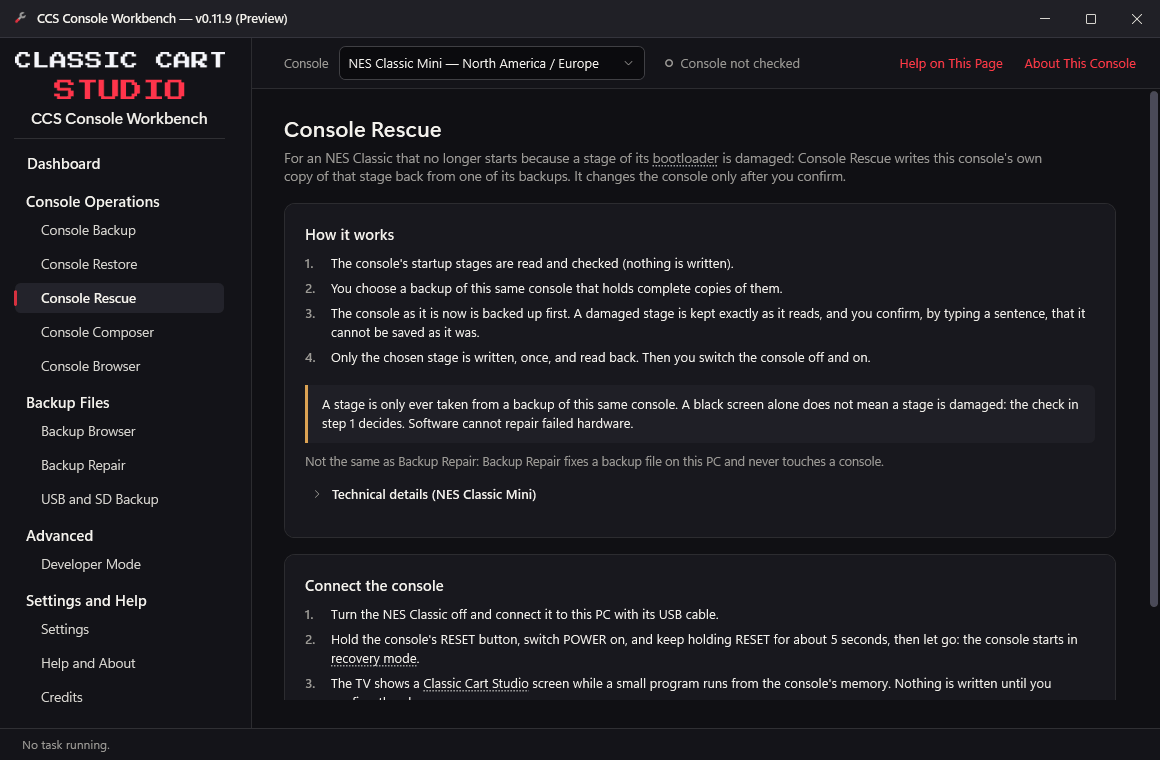 CCS Console Workbench — v0.11.9 (Preview)
CLASSIC CART
STUDIO
CCS Console Workbench
Dashboard
Console Operations
Console Backup
Console Restore
Console Rescue
Console Composer
Console Browser
Backup Files
Backup Browser
Backup Repair
USB and SD Backup
Advanced
Developer Mode
Settings and Help
Settings
Help and About
Credits
Console
NES Classic Mini — North America / Europe
Console not checked
Help on This Page
About This Console
Console Rescue
For an NES Classic that no longer starts because a stage of its bootloader is damaged: Console Rescue writes this console's own
copy of that stage back from one of its backups. It changes the console only after you confirm.
How it works
1. The console's startup stages are read and checked (nothing is written).
2. You choose a backup of this same console that holds complete copies of them.
3. The console as it is now is backed up first. A damaged stage is kept exactly as it reads, and you confirm, by typing a sentence, that it
cannot be saved as it was.
4. Only the chosen stage is written, once, and read back. Then you switch the console off and on.
A stage is only ever taken from a backup of this same console. A black screen alone does not mean a stage is damaged: the check in
step 1 decides. Software cannot repair failed hardware.
Not the same as Backup Repair: Backup Repair fixes a backup file on this PC and never touches a console.
Technical details (NES Classic Mini)
Connect the console
1. Turn the NES Classic off and connect it to this PC with its USB cable.
2. Hold the console's RESET button, switch POWER on, and keep holding RESET for about 5 seconds, then let go: the console starts in
recovery mode.
3. The TV shows a Classic Cart Studio screen while a small program runs from the console's memory. Nothing is written until you
No task running.